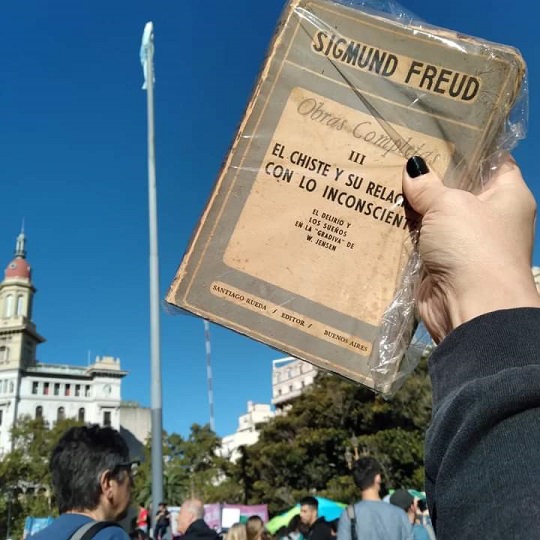 SIGMUND FREUD
Obras Completas
III
EL CHISTE Y SU RELAC
CON LO INCONSCIENT
EL DELIRIO Y
LOS SUEÑOS
EN LA "GRADIVA" DE
W. JENSEN
SANTIAGO RUEDA / EDITOR / BUENOS AIRES